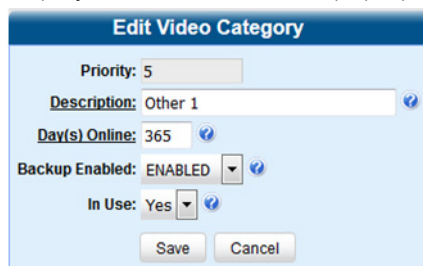 Edit Video Category
Priority: 5
Description: Other 1
Day(s) Online: 365
Backup Enabled: ENABLED
In Use: Yes
Save Cancel